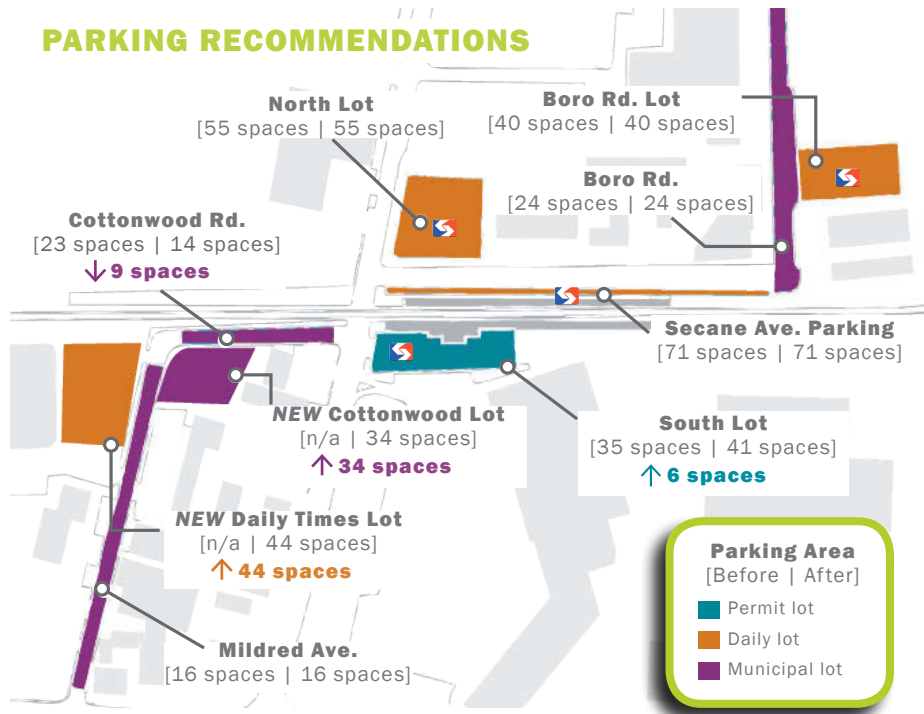 PARKING RECOMMENDATIONS
North Lot
[55 spaces | 55 spaces]
Boro Rd. Lot
[40 spaces | 40 spaces]
Boro Rd.
[24 spaces | 24 spaces]
Cottonwood Rd.
[23 spaces | 14 spaces]
↓ 9 spaces
Secane Ave. Parking
[71 spaces | 71 spaces]
NEW Cottonwood Lot
[n/a | 34 spaces]
↑ 34 spaces
South Lot
[35 spaces | 41 spaces]
↑ 6 spaces
NEW Daily Times Lot
[n/a | 44 spaces]
↑ 44 spaces
Mildred Ave.
[16 spaces | 16 spaces]
Parking Area
[Before | After]
Permit lot
Daily lot
Municipal lot